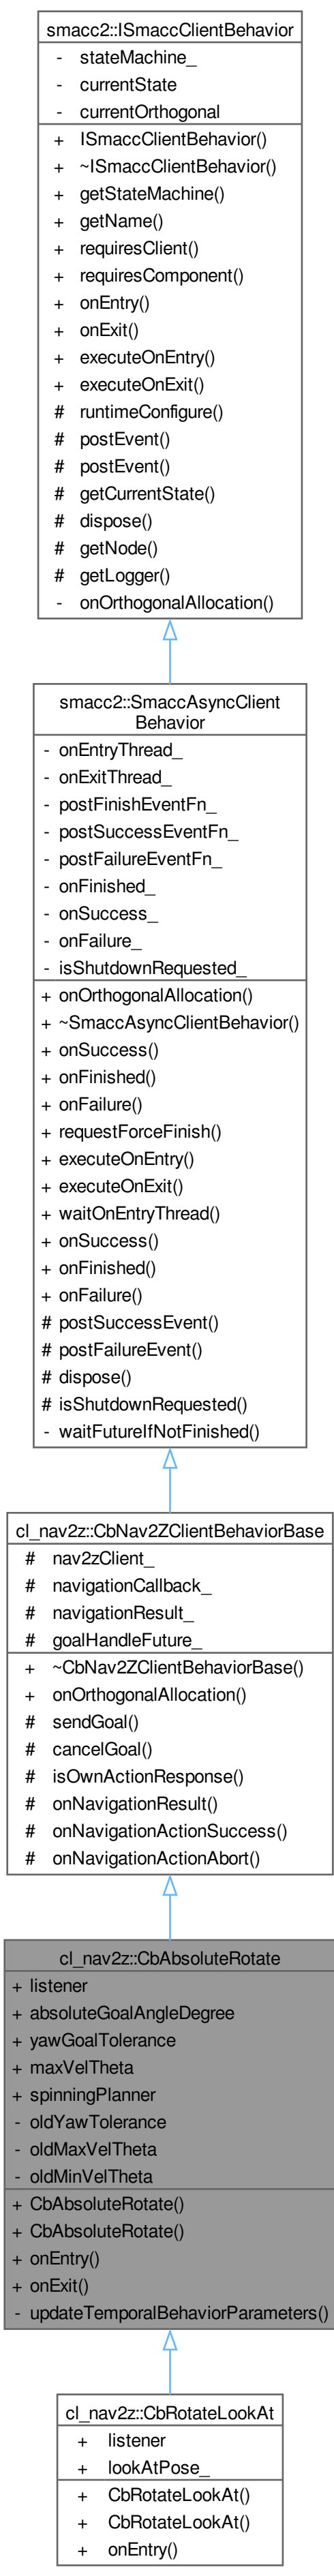 smacc2::ISmaccClientBehavior
- stateMachine_
- currentState
- currentOrthogonal
+ ISmaccClientBehavior()
+ ~ISmaccClientBehavior()
+ getStateMachine()
+ getName()
+ requiresClient()
+ requiresComponent()
+ onEntry()
+ onExit()
+ executeOnEntry()
+ executeOnExit()
# runtimeConfigure()
# postEvent()
# postEvent()
# getCurrentState()
# dispose()
# getNode()
# getLogger()
- onOrthogonalAllocation()
smacc2::SmaccAsyncClient
Behavior
- onEntryThread_
- onExitThread_
- postFinishEventFn_
- postSuccessEventFn_
- postFailureEventFn_
- onFinished_
- onSuccess_
- onFailure_
- isShutdownRequested_
+ onOrthogonalAllocation()
+ ~SmaccAsyncClientBehavior()
+ onSuccess()
+ onFinished()
+ onFailure()
+ requestForceFinish()
+ executeOnEntry()
+ executeOnExit()
+ waitOnEntryThread()
+ onSuccess()
+ onFinished()
+ onFailure()
# postSuccessEvent()
# postFailureEvent()
# dispose()
# isShutdownRequested()
- waitFutureIfNotFinished()
cl_nav2z::CbNav2ZClientBehaviorBase
# nav2zClient_
# navigationCallback_
# navigationResult_
# goalHandleFuture_
+ ~CbNav2ZClientBehaviorBase()
+ onOrthogonalAllocation()
# sendGoal()
# cancelGoal()
# isOwnActionResponse()
# onNavigationResult()
# onNavigationActionSuccess()
# onNavigationActionAbort()
cl_nav2z::CbAbsoluteRotate
+ listener
+ absoluteGoalAngleDegree
+ yawGoalTolerance
+ maxVelTheta
+ spinningPlanner
- oldYawTolerance
- oldMaxVelTheta
- oldMinVelTheta
+ CbAbsoluteRotate()
+ CbAbsoluteRotate()
+ onEntry()
+ onExit()
- updateTemporalBehaviorParameters()
cl_nav2z::CbRotateLookAt
+ listener
+ lookAtPose_
+ CbRotateLookAt()
+ CbRotateLookAt()
+ onEntry()